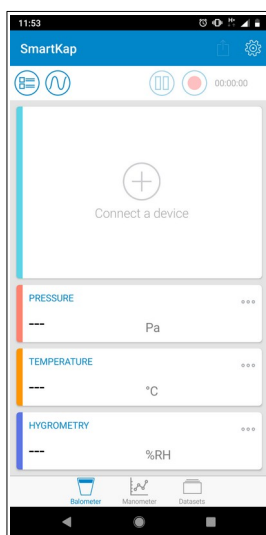 11:53
SmartKap
00:00:00
Connect a device
PRESSURE
--- Pa
TEMPERATURE
--- °C
HYGROMETRY
--- %RH
Balometer Manometer Datasets